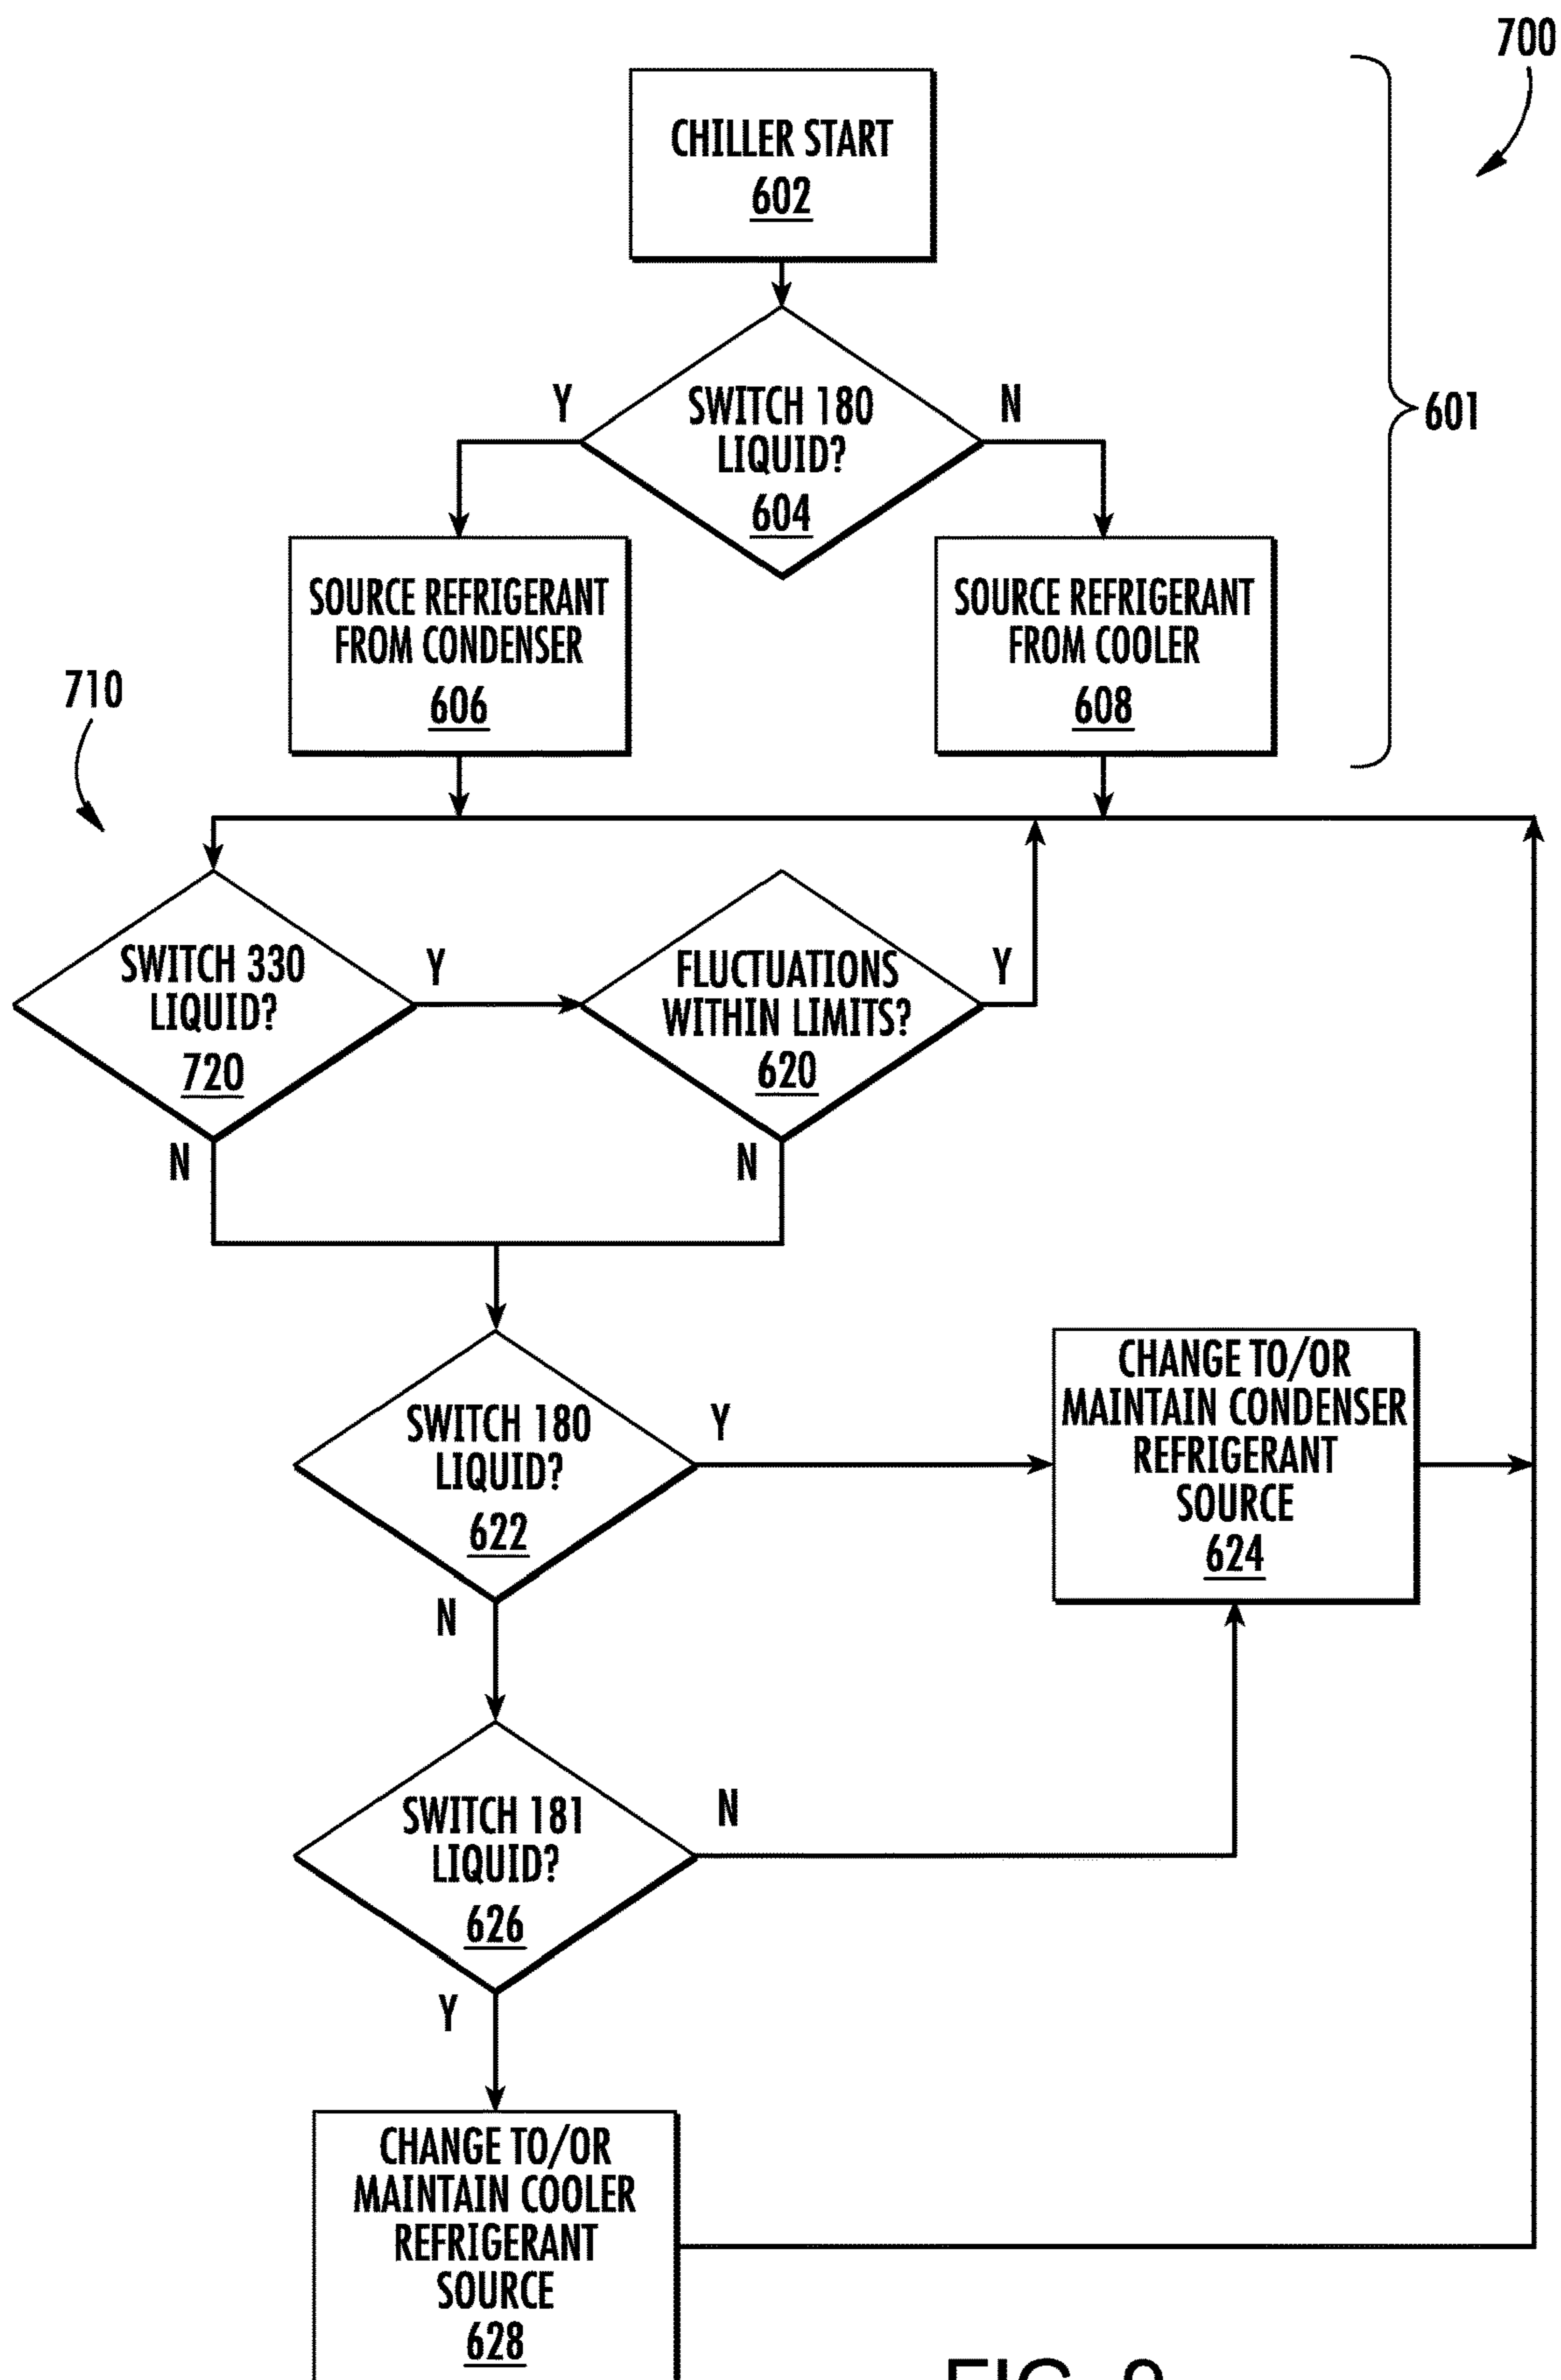 700
CHILLER START
602
Y
SWITCH 180
LIQUID?
604
N
601
SOURCE REFRIGERANT
FROM CONDENSER
606
SOURCE REFRIGERANT
FROM COOLER
608
710
SWITCH 330
LIQUID?
720
Y
FLUCTUATIONS
WITHIN LIMITS?
620
Y
N
N
SWITCH 180
LIQUID?
622
Y
CHANGE TO/OR
MAINTAIN CONDENSER
REFRIGERANT
SOURCE
624
N
SWITCH 181
LIQUID?
626
N
Y
CHANGE TO/OR
MAINTAIN COOLER
REFRIGERANT
SOURCE
628
FIG.